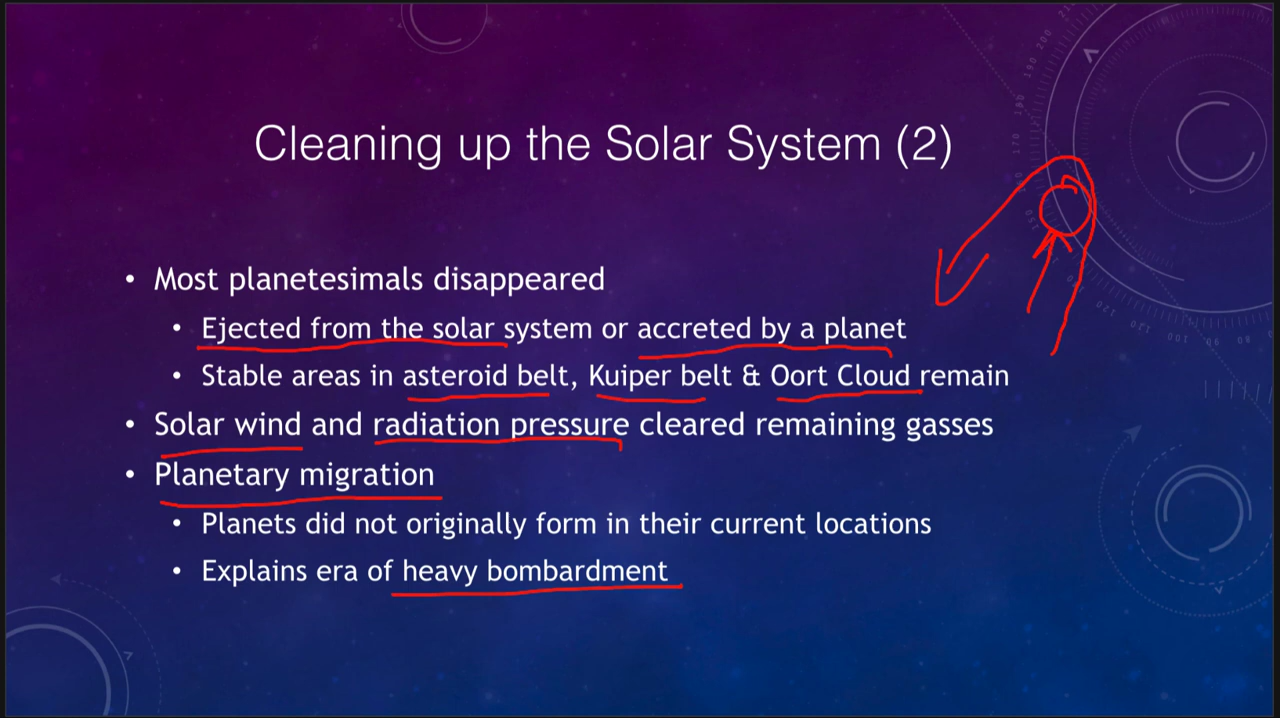 Cleaning up the Solar System (2)
• Most planetesimals disappeared
• Ejected from the solar system or accreted by a planet
• Stable areas in asteroid belt, Kuiper belt & Oort Cloud remain
• Solar wind and radiation pressure cleared remaining gasses
• Planetary migration
• Planets did not originally form in their current locations
• Explains era of heavy bombardment